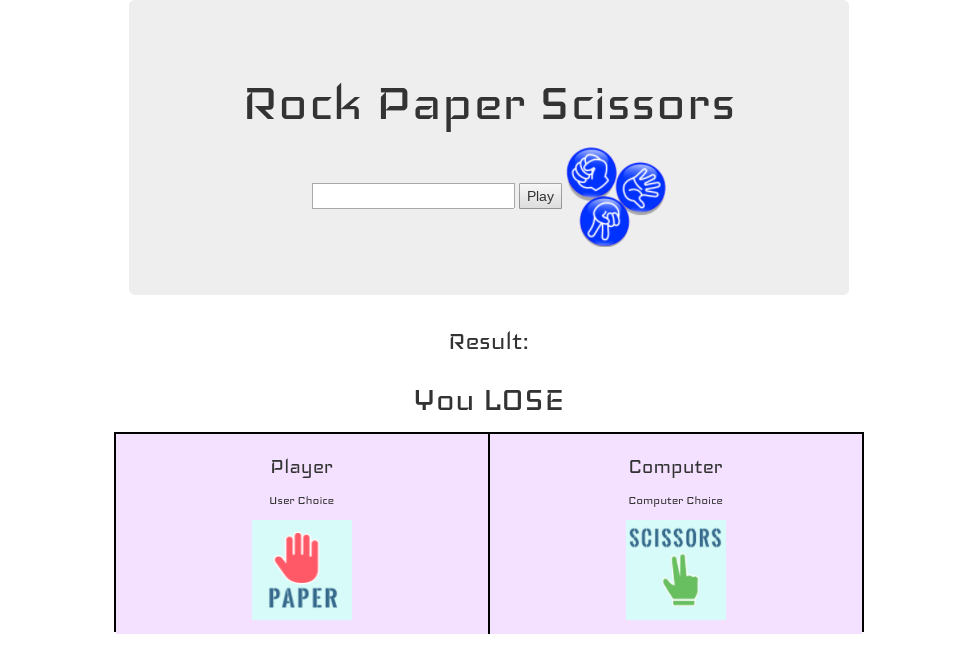 Rock Paper Scissors
Play
Result:
You LOSE
Player
Computer
User Choice
Computer Choice
PAPER
SCISSORS